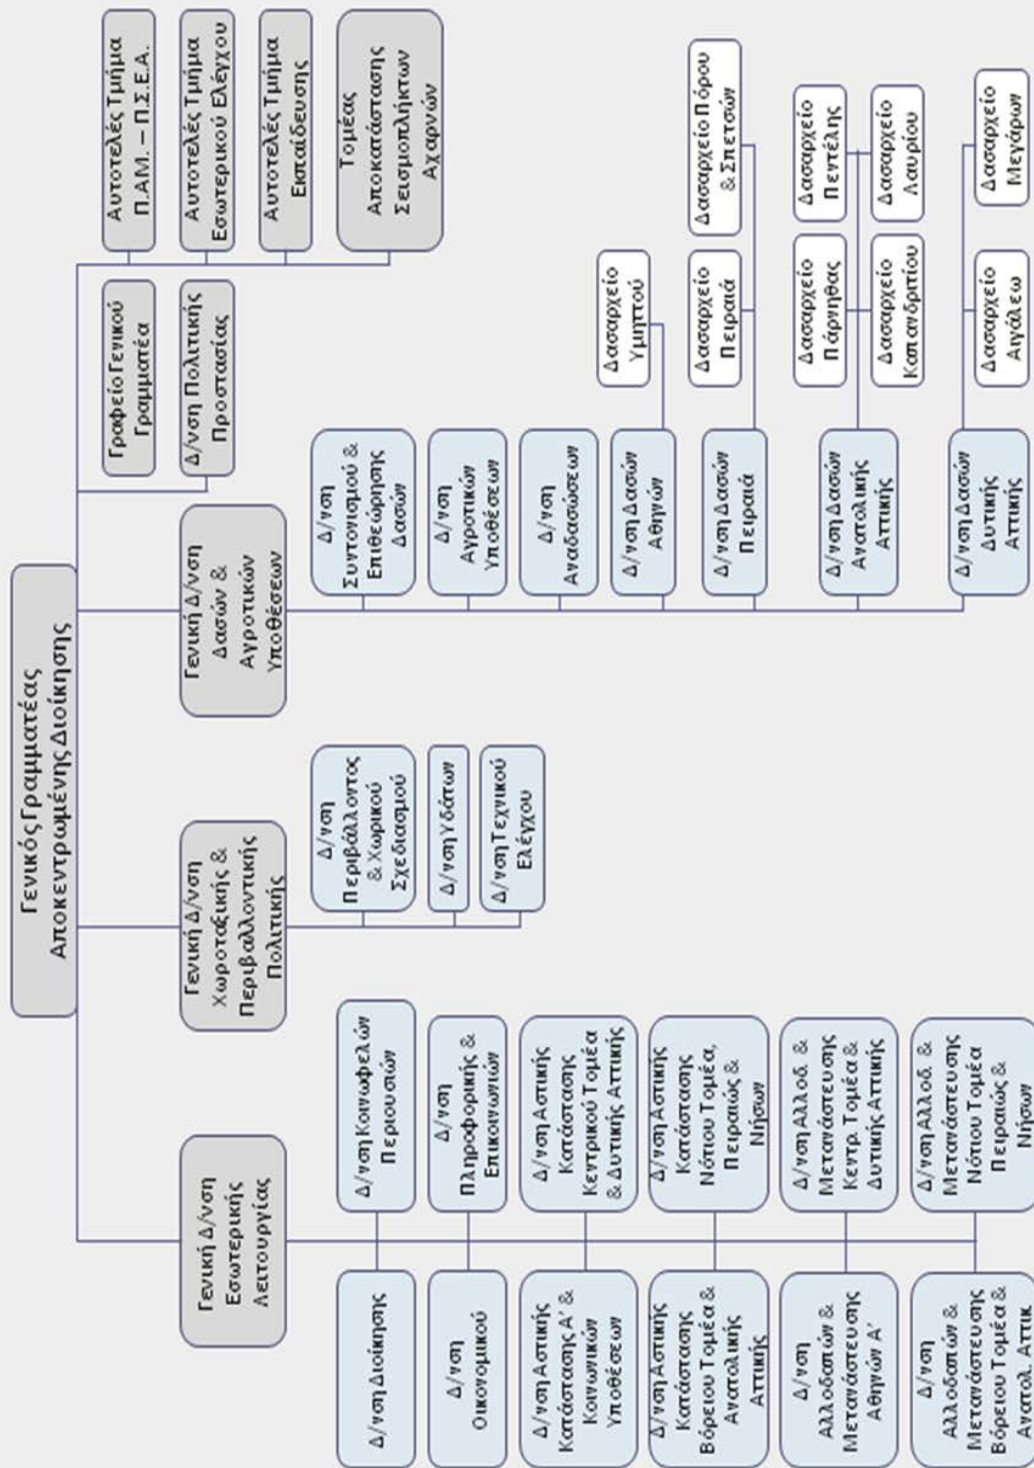 Γενικός Γραμματέας
Αποκεντρωμένης Διοίκησης
Γραφείο Γενικού
Γραμματέα
Δ/νση Πολιτικής
Προστασίας
Αυτοτελές Τμήμα
Π.ΑΜ. – Π.Σ.Ε.Α.
Αυτοτελές Τμήμα
Εσωτερικού Ελέγχου
Αυτοτελές Τμήμα
Εκπαίδευσης
Τομέας
Αποκατάστασης
Σεισμοπλήκτων
Αχαρνών
Γενική Δ/νση
Εσωτερικής
Λειτουργίας
Δ/νση Διοίκησης
Δ/νση Κοινωφελών
Περιουσιών
Δ/νση
Οικονομικού
Δ/νση
Πληροφορικής &
Επικοινωνιών
Δ/νση Αστικής
Κατάστασης Α’ &
Κοινωνικών
Υποθέσεων
Δ/νση Αστικής
Κατάστασης
Κεντρικού Τομέα
& Δυτικής Αττικής
Δ/νση Αστικής
Κατάστασης
Βόρειου Τομέα &
Ανατολικής
Αττικής
Δ/νση Αστικής
Κατάστασης
Νότιου Τομέα,
Πειραιώς &
Νήσων
Δ/νση
Αλλοδαπών &
Μετανάστευσης
Αθηνών Α’
Δ/νση Αλλοδ. &
Μετανάστευσης
Κεντρ. Τομέα &
Δυτικής Αττικής
Δ/νση
Αλλοδαπών &
Μετανάστευσης
Βόρειου Τομέα &
Ανατολ. Αττικ
Δ/νση Αλλοδ. &
Μετανάστευσης
Νότιου Τομέα
Πειραιώς &
Νήσων
Γενική Δ/νση
Χωροταξικής &
Περιβαλλοντικής
Πολιτικής
Δ/νση
Περιβάλλοντος
& Χωρικού
Σχεδιασμού
Δ/νση Υδάτων
Δ/νση Τεχνικού
Ελέγχου
Γενική Δ/νση
Δασών &
Αγροτικών
Υποθέσεων
Δ/νση
Συντονισμού &
Επιθεώρησης
Δασών
Δ/νση
Αγροτικών
Υποθέσεων
Δ/νση
Αναδασώσεων
Δ/νση Δασών
Αθηνών
Δασαρχείο
Υμηττού
Δ/νση Δασών
Πειραιά
Δασαρχείο
Πειραιά
Δασαρχείο Πόρου
& Σπετσών
Δ/νση Δασών
Ανατολικής
Αττικής
Δασαρχείο
Πάρνηθας
Δασαρχείο
Πεντέλης
Δασαρχείο
Καπανδριτίου
Δασαρχείο
Λαυρίου
Δ/νση Δασών
Δυτικής
Αττικής
Δασαρχείο
Αιγάλεω
Δασαρχείο
Μεγάρων